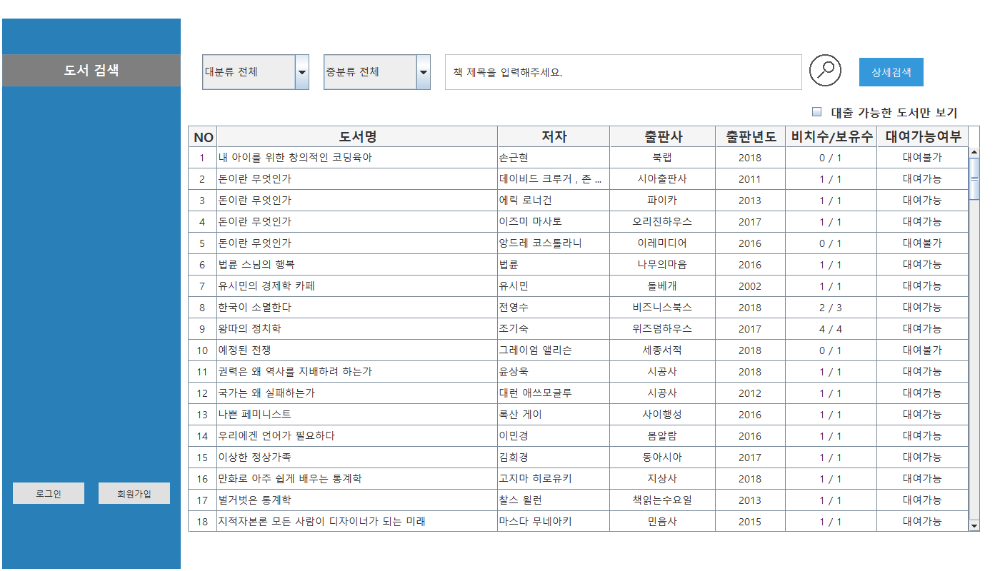 도서 검색
대분류 전체 중분류 전체 책 제목을 입력해주세요. 상세검색
대출 가능한 도서만 보기
NO 도서명 저자 출판사 출판년도 비치수/보유수 대여가능여부
1 내 아이를 위한 창의적인 코딩육아 손근현 북랩 2018 0 / 1 대여불가
2 돈이란 무엇인가 데이비드 크루거 , 존 ... 시아출판사 2011 1 / 1 대여가능
3 돈이란 무엇인가 에릭 로너건 파이카 2013 1 / 1 대여가능
4 돈이란 무엇인가 이즈미 마사토 오리진하우스 2017 1 / 1 대여가능
5 돈이란 무엇인가 앙드레 코스톨라니 이레미디어 2016 0 / 1 대여불가
6 법륜 스님의 행복 법륜 나무의마음 2016 1 / 1 대여가능
7 유시민의 경제학 카페 유시민 돌베개 2002 1 / 1 대여가능
8 한국이 소멸한다 전영수 비즈니스북스 2018 2 / 3 대여가능
9 왕따의 정치학 조기숙 위즈덤하우스 2017 4 / 4 대여가능
10 예정된 전쟁 그레이엄 앨리슨 세종서적 2018 0 / 1 대여불가
11 권력은 왜 역사를 지배하려 하는가 윤상욱 시공사 2018 1 / 1 대여가능
12 국가는 왜 실패하는가 대런 애쓰모글루 시공사 2012 1 / 1 대여가능
13 나쁜 페미니스트 록산 게이 사이행성 2016 1 / 1 대여가능
14 우리에겐 언어가 필요하다 이민경 봄알람 2016 1 / 1 대여가능
15 이상한 정상가족 김희경 동아시아 2017 1 / 1 대여가능
16 만화로 아주 쉽게 배우는 통계학 고지마 히로유키 지상사 2018 1 / 1 대여가능
17 벌거벗은 통계학 찰스 윌런 책읽는수요일 2013 1 / 1 대여가능
18 지적자본론 모든 사람이 디자이너가 되는 미래 마스다 무네아키 민음사 2015 1 / 1 대여가능
로그인 회원가입